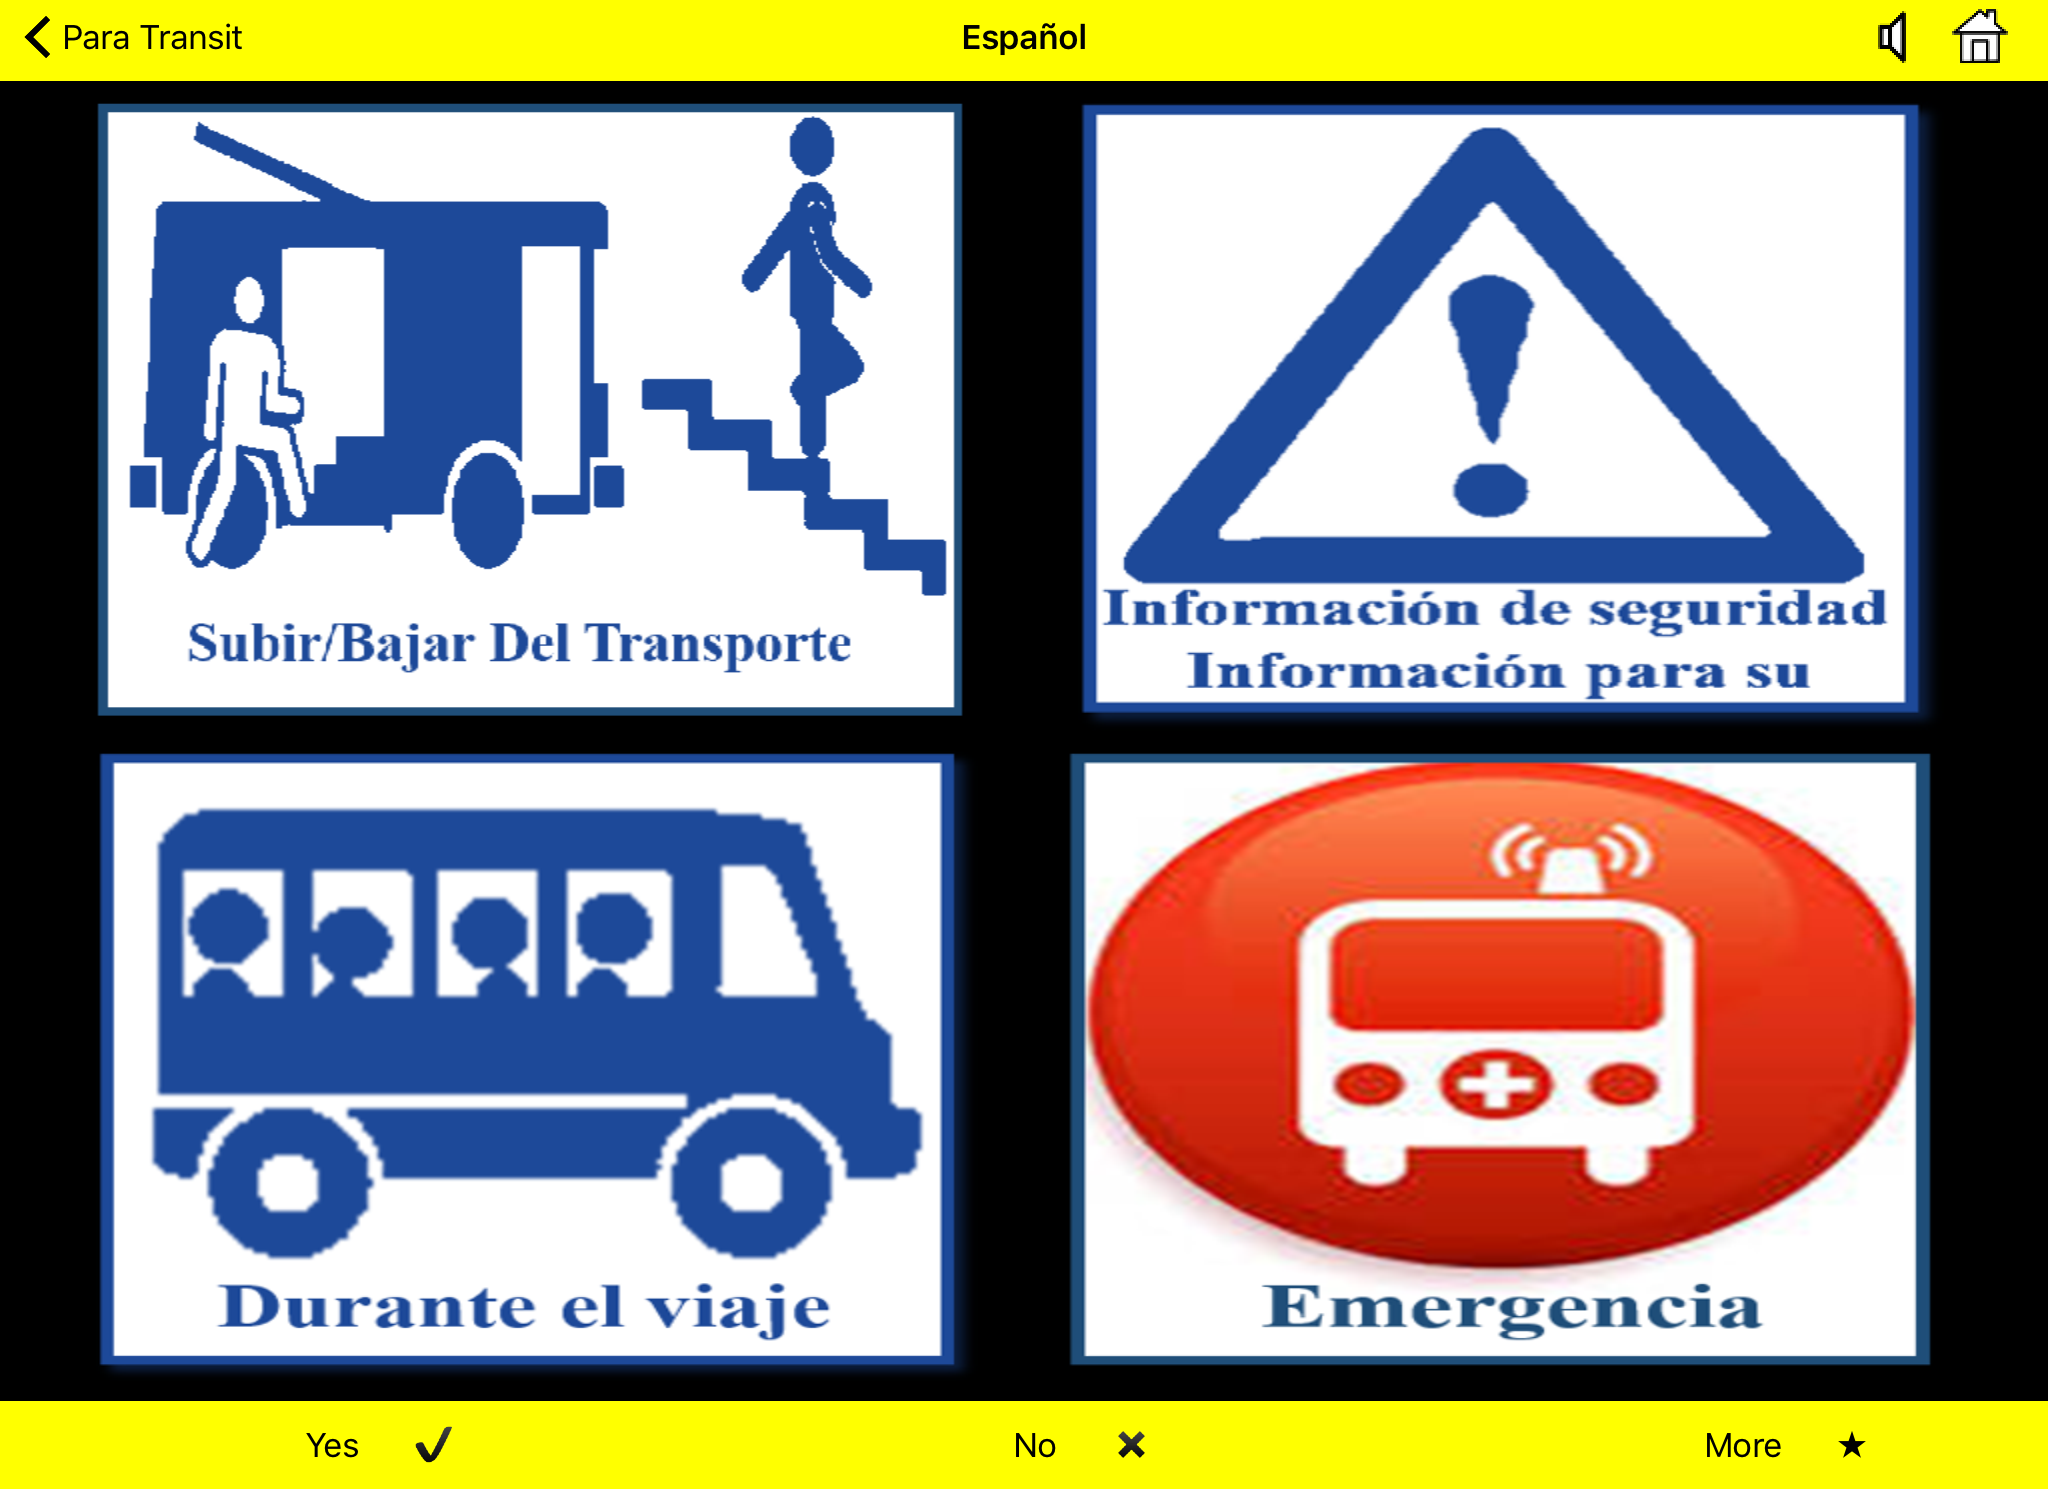 Para Transit
Español
Subir/Bajar Del Transporte
Información de seguridad
Información para su
Durante el viaje
Emergencia
Yes
No
More